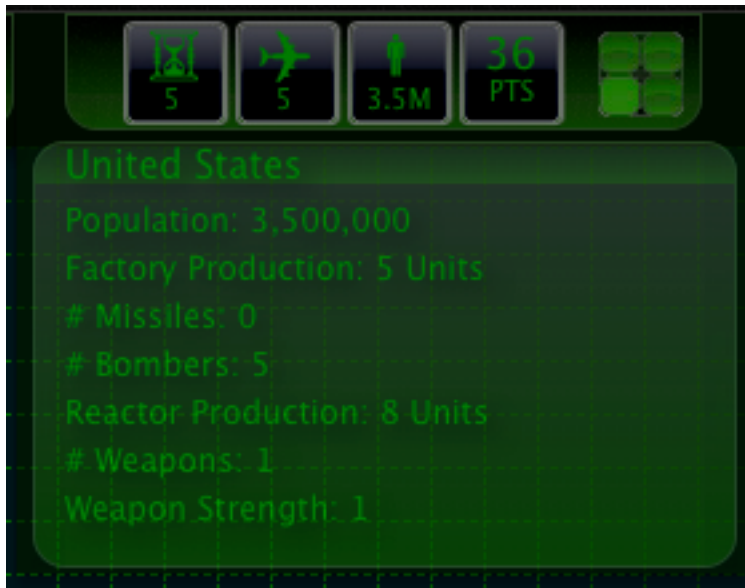 5 5 3.5M 36 PTS
United States
Population: 3,500,000
Factory Production: 5 Units
# Missiles: 0
# Bombers: 5
Reactor Production: 8 Units
# Weapons: 1
Weapon Strength: 1